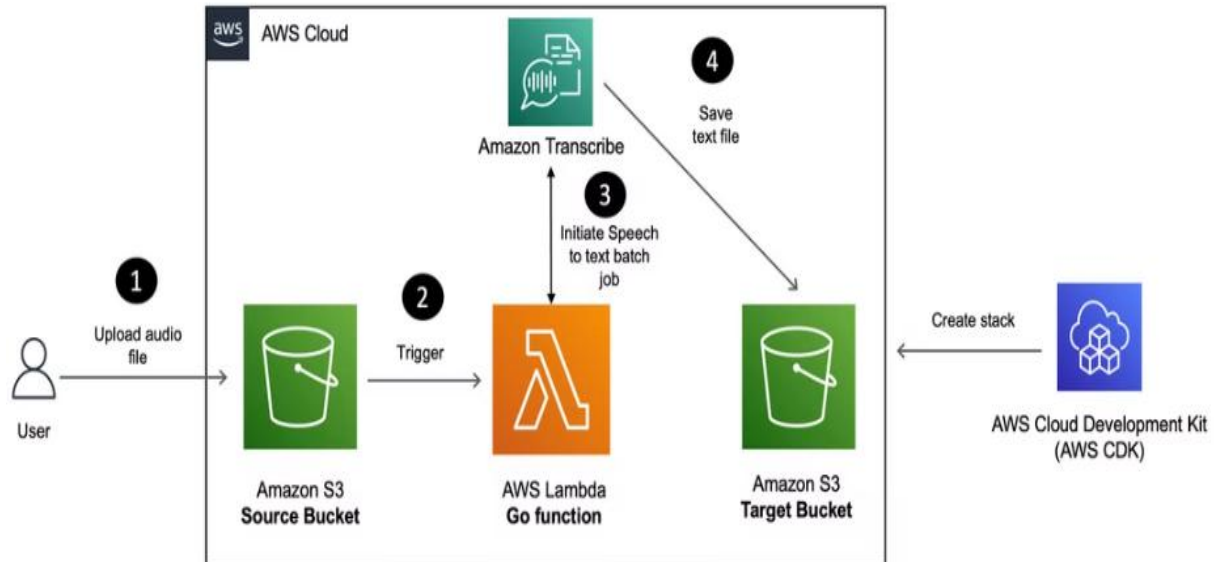 aws
AWS Cloud
4
Save
text file
Amazon Transcribe
3
Initiate Speech
to text batch
job
1
Upload audio
file
2
Trigger
Create stack
User
Amazon S3
Source Bucket
AWS Lambda
Go function
Amazon S3
Target Bucket
AWS Cloud Development Kit
(AWS CDK)